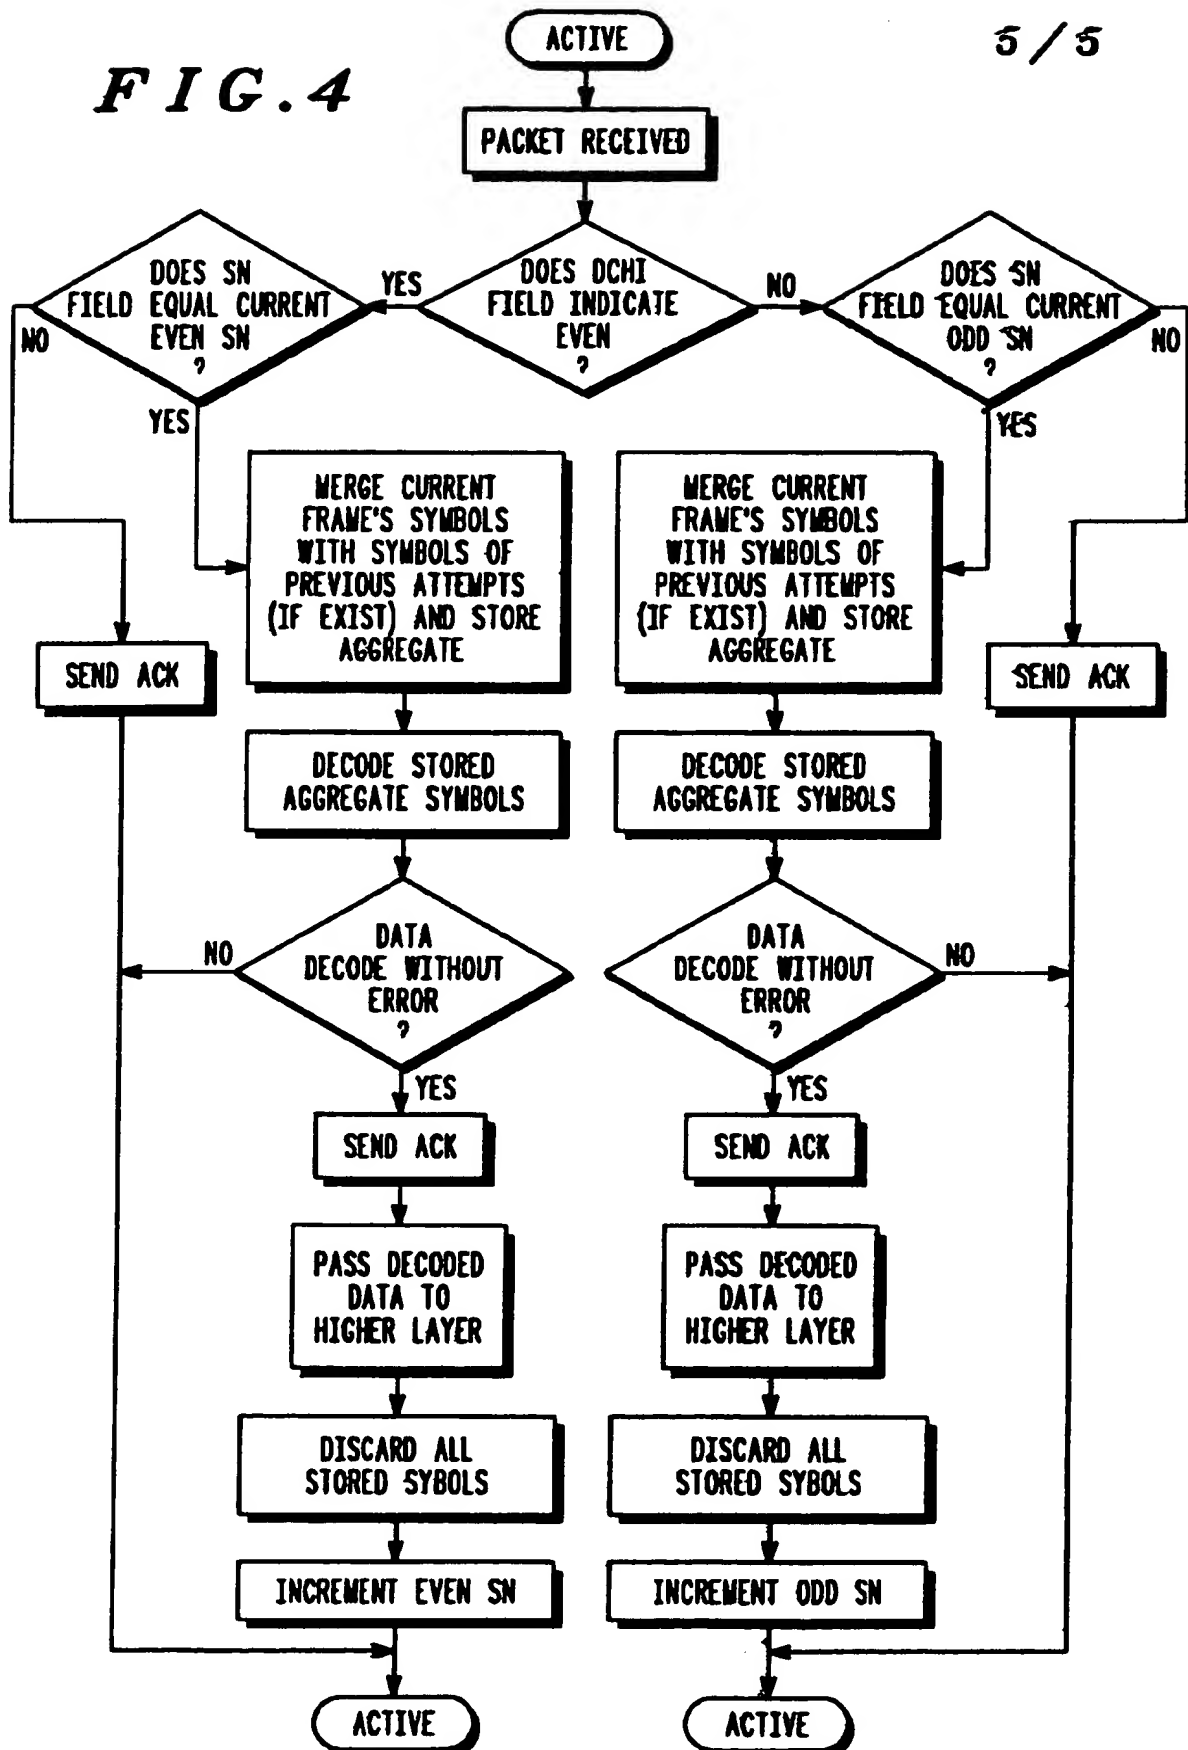 FIG.4
5/5
ACTIVE
PACKET RECEIVED
DOES DCHI
FIELD INDICATE
EVEN
?
YES
NO
DOES SN
FIELD EQUAL CURRENT
EVEN SN
?
NO
YES
DOES SN
FIELD EQUAL CURRENT
ODD SN
?
NO
YES
MERGE CURRENT
FRAME'S SYMBOLS
WITH SYMBOLS OF
PREVIOUS ATTEMPTS
(IF EXIST) AND STORE
AGGREGATE
MERGE CURRENT
FRAME'S SYMBOLS
WITH SYMBOLS OF
PREVIOUS ATTEMPTS
(IF EXIST) AND STORE
AGGREGATE
SEND ACK
SEND ACK
DECODE STORED
AGGREGATE SYMBOLS
DECODE STORED
AGGREGATE SYMBOLS
NO
DATA
DECODE WITHOUT
ERROR
?
YES
DATA
DECODE WITHOUT
ERROR
?
NO
YES
SEND ACK
SEND ACK
PASS DECODED
DATA TO
HIGHER LAYER
PASS DECODED
DATA TO
HIGHER LAYER
DISCARD ALL
STORED SYBOLS
DISCARD ALL
STORED SYBOLS
INCREMENT EVEN SN
INCREMENT ODD SN
ACTIVE
ACTIVE